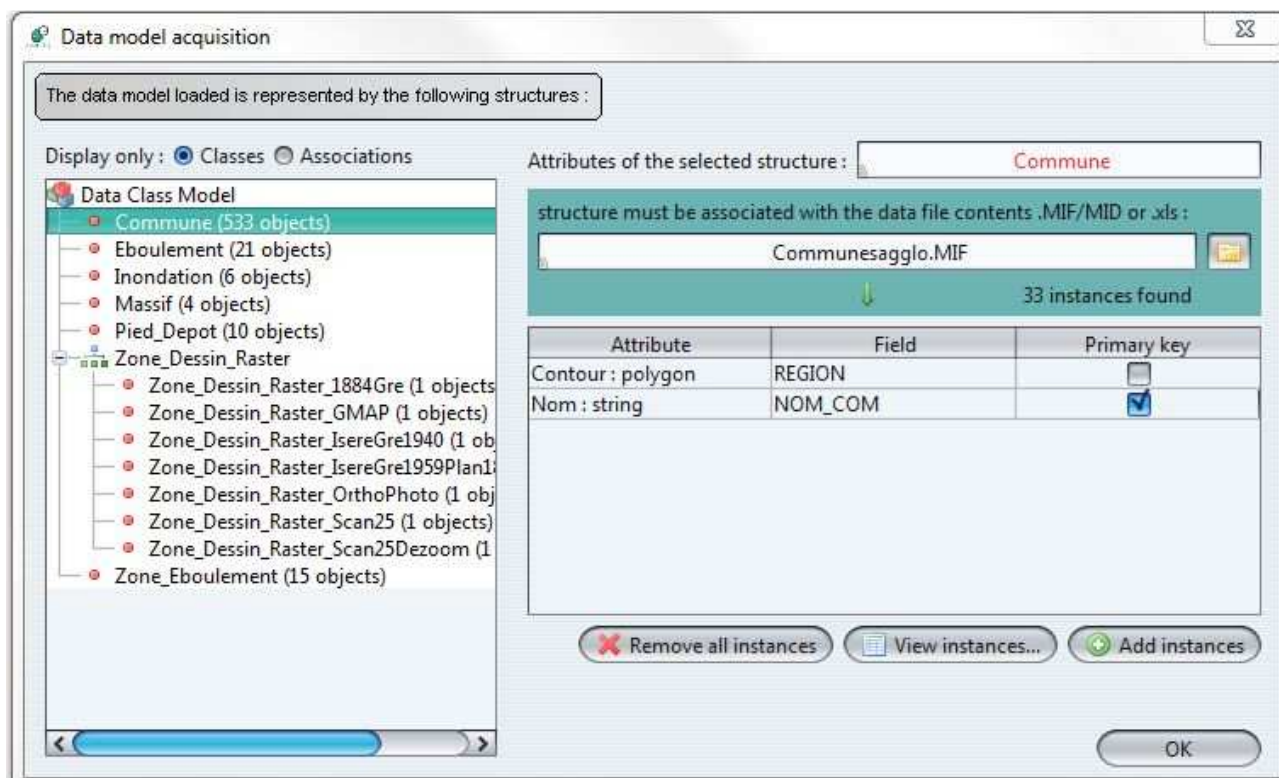 Data model acquisition
The data model loaded is represented by the following structures :
Display only : Classes Associations
Data Class Model
Commune (533 objects)
Eboulement (21 objects)
Inondation (6 objects)
Massif (4 objects)
Pied_Depot (10 objects)
Zone_Dessin_Raster
Zone_Dessin_Raster_1884Gre (1 objects
Zone_Dessin_Raster_GMAP (1 objects)
Zone_Dessin_Raster_IsereGre1940 (1 ob
Zone_Dessin_Raster_IsereGre1959Plan1
Zone_Dessin_Raster_OrthoPhoto (1 obj
Zone_Dessin_Raster_Scan25 (1 objects)
Zone_Dessin_Raster_Scan25Dezoom (1
Zone_Eboulement (15 objects)
Attributes of the selected structure : Commune
structure must be associated with the data file contents .MIF/MID or .xls :
Communesagglo.MIF
33 instances found
Attribute Field Primary key
Contour : polygon REGION
Nom : string NOM_COM
Remove all instances View instances... Add instances
OK